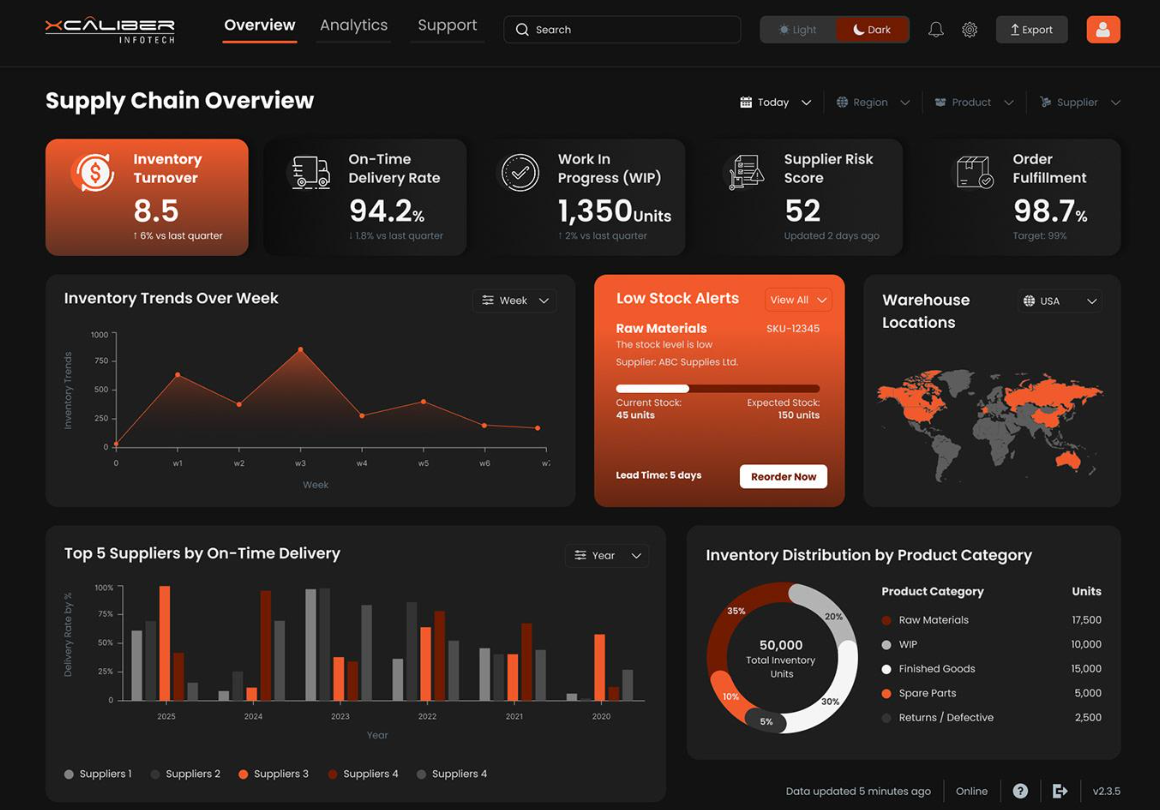 XCALIBER
INFOTECH
Overview
Analytics
Support
Search
Light
Dark
Export
Supply Chain Overview
Today
Region
Product
Supplier
Inventory
Turnover
8.5
↑ 6% vs last quarter
On-Time
Delivery Rate
94.2%
↓ 1.8% vs last quarter
Work In
Progress (WIP)
1,350Units
↑ 2% vs last quarter
Supplier Risk
Score
52
Updated 2 days ago
Order
Fulfillment
98.7%
Target: 99%
Inventory Trends Over Week
Week
Inventory Trends
1000
750
500
250
0
0
w1
w2
w3
w4
w5
w6
w7
Week
Low Stock Alerts
View All
Raw Materials
SKU-12345
The stock level is low
Supplier: ABC Supplies Ltd.
Current Stock:
45 units
Expected Stock:
150 units
Lead Time: 5 days
Reorder Now
Warehouse
Locations
USA
Top 5 Suppliers by On-Time Delivery
Year
Delivery Rate by %
100%
75%
50%
25%
0
2025
2024
2023
2022
2021
2020
Year
Suppliers 1
Suppliers 2
Suppliers 3
Suppliers 4
Suppliers 4
Inventory Distribution by Product Category
35%
20%
30%
5%
10%
50,000
Total Inventory
Units
Product Category
Units
Raw Materials
17,500
WIP
10,000
Finished Goods
15,000
Spare Parts
5,000
Returns / Defective
2,500
Data updated 5 minutes ago
Online
?
v2.3.5